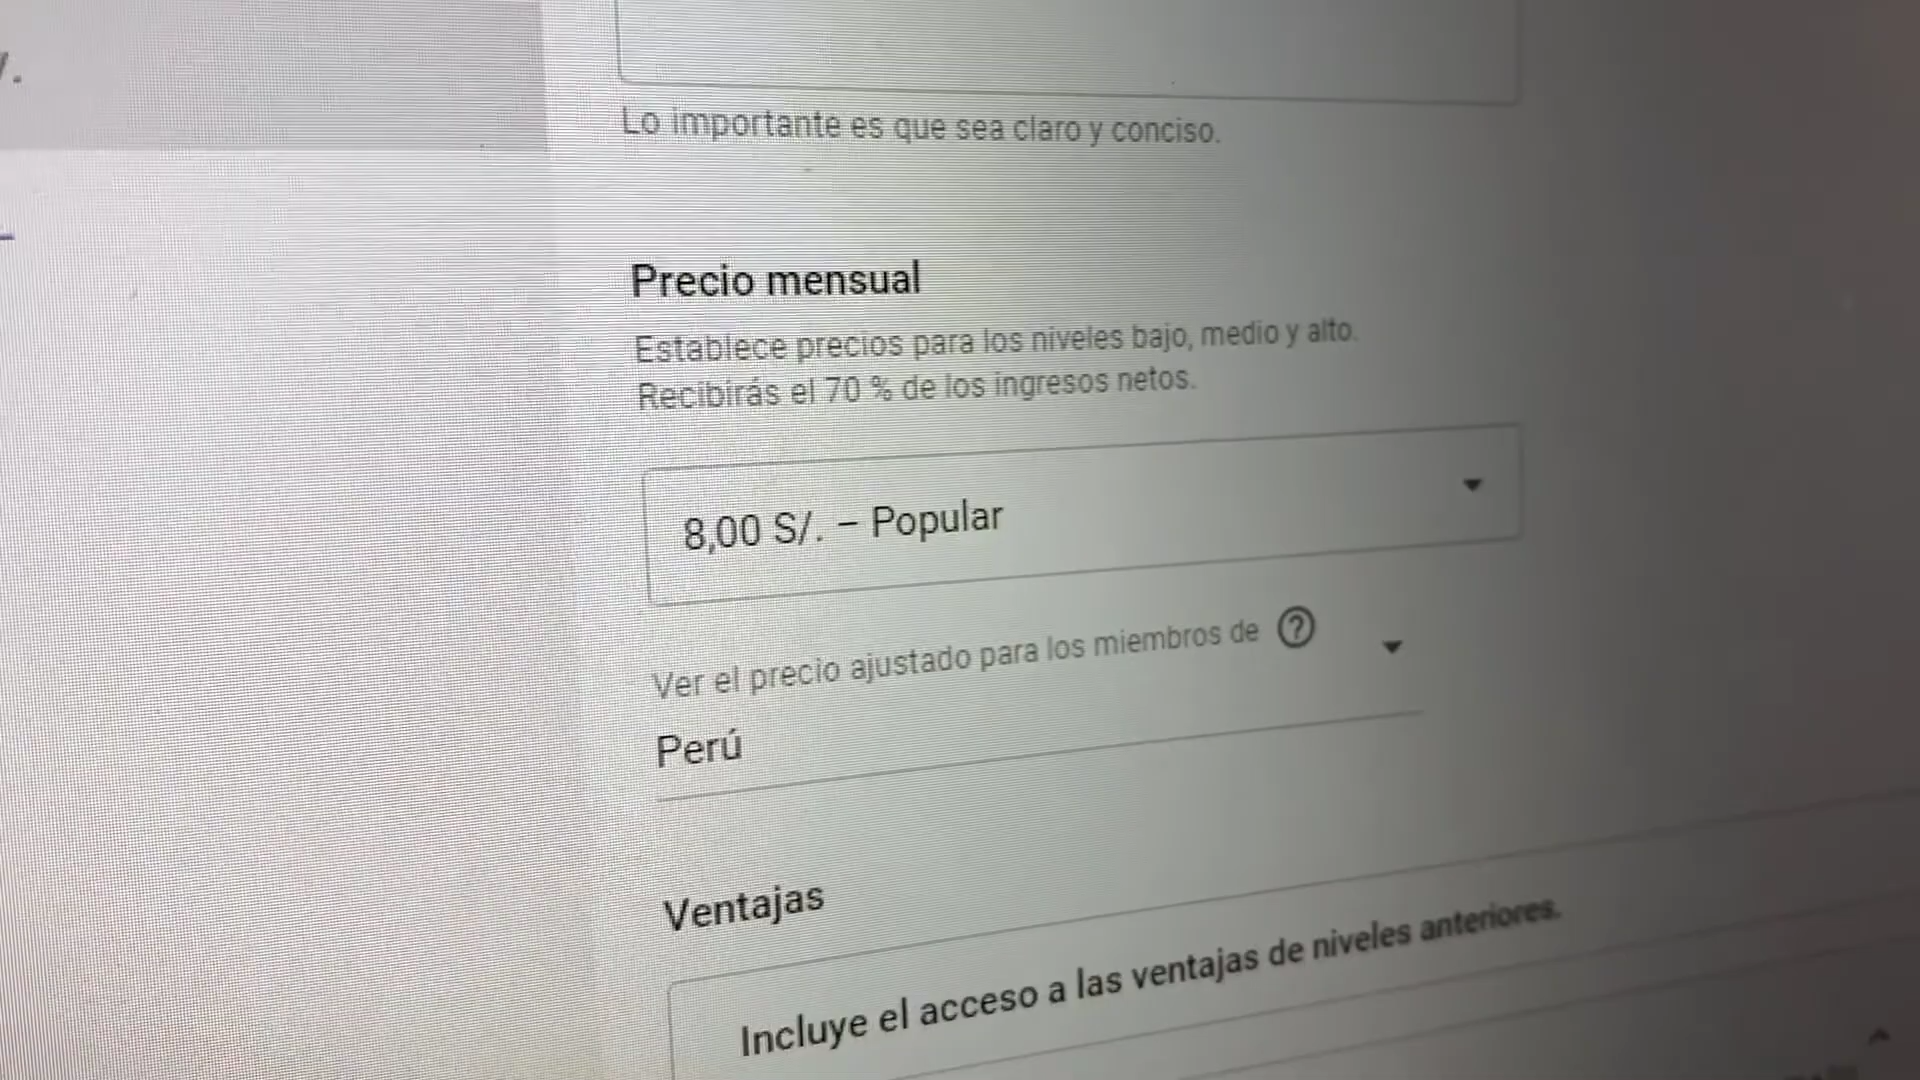 Lo importante es que sea claro y conciso.
Precio mensual
Establece precios para los niveles bajo, medio y alto.
Recibirás el 70 % de los ingresos netos.
8,00 S/. – Popular
Ver el precio ajustado para los miembros de ?
Perú
Ventajas
Incluye el acceso a las ventajas de niveles anteriores.